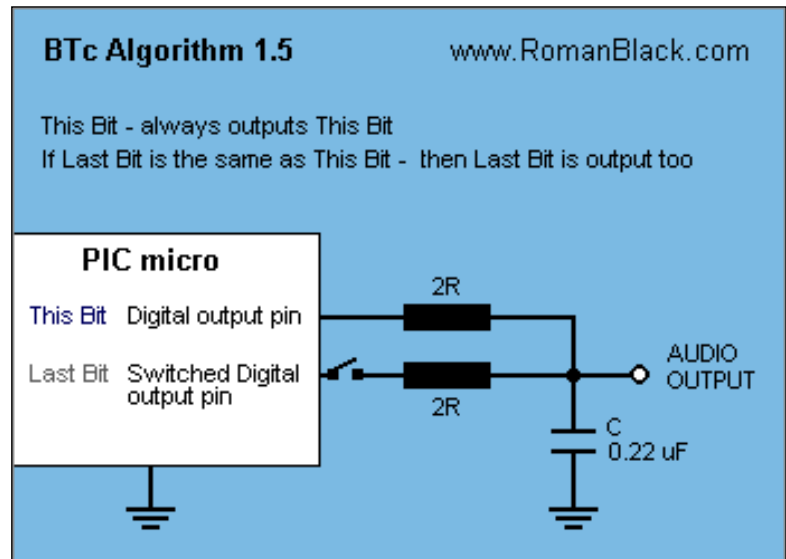 BTc Algorithm 1.5
www.RomanBlack.com
This Bit - always outputs This Bit
If Last Bit is the same as This Bit - then Last Bit is output too
PIC micro
This Bit Digital output pin
Last Bit Switched Digital
output pin
2R
2R
AUDIO
OUTPUT
C
0.22 uF